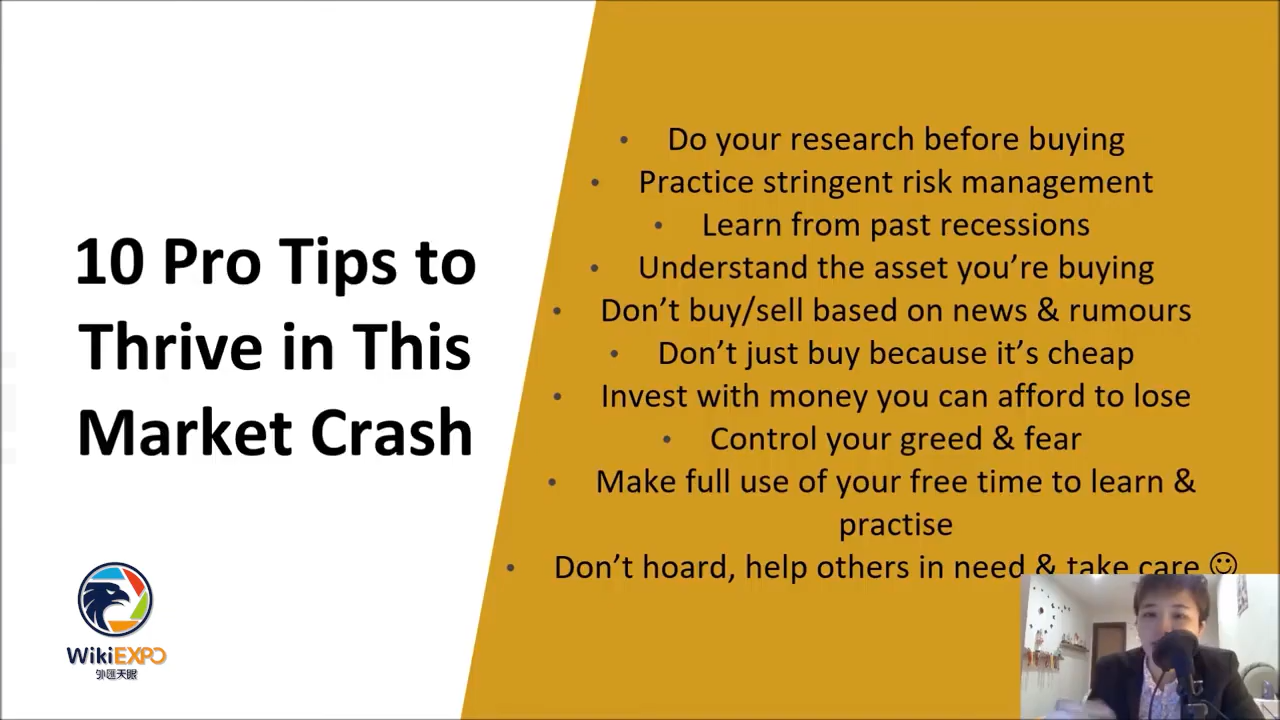 10 Pro Tips to
Thrive in This
Market Crash
• Do your research before buying
• Practice stringent risk management
• Learn from past recessions
• Understand the asset you’re buying
• Don’t buy/sell based on news & rumours
• Don’t just buy because it’s cheap
• Invest with money you can afford to lose
• Control your greed & fear
• Make full use of your free time to learn &
practise
• Don’t hoard, help others in need & take care ☺
WikiEXPO
外匯天眼